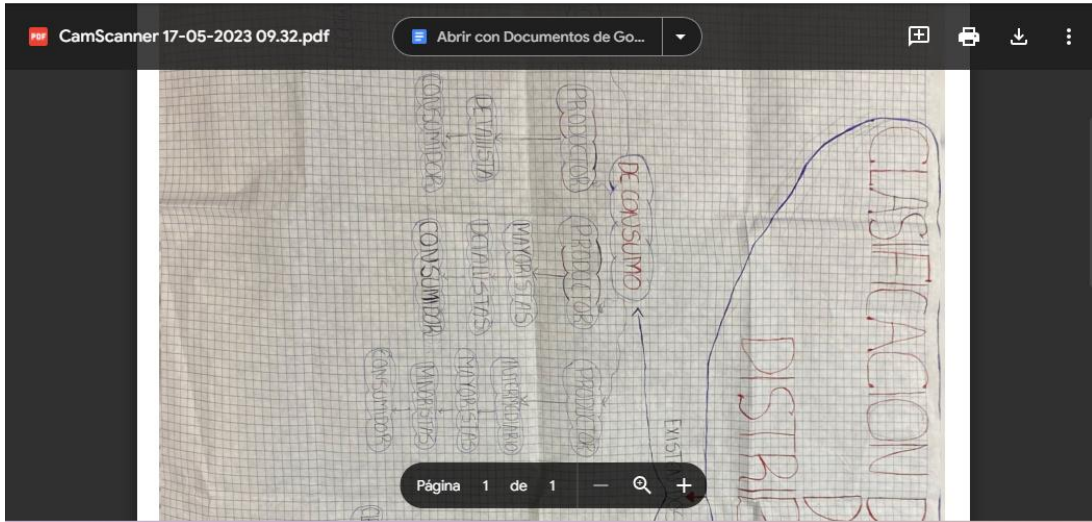 CamScanner 17-05-2023 09.32.pdf
Abrir con Documentos de Go...
CLASIFICACION D
DISTRIB
EXISTEN
DE CONSUMO
PRODUCTOR
DETALLISTA
CONSUMIDOR
PRODUCTOR
MAYORISTAS
DETALLISTAS
CONSUMIDOR
PRODUCTOR
MAYORISTAS
MINORISTAS
CONSUMIDOR
Página 1 de 1